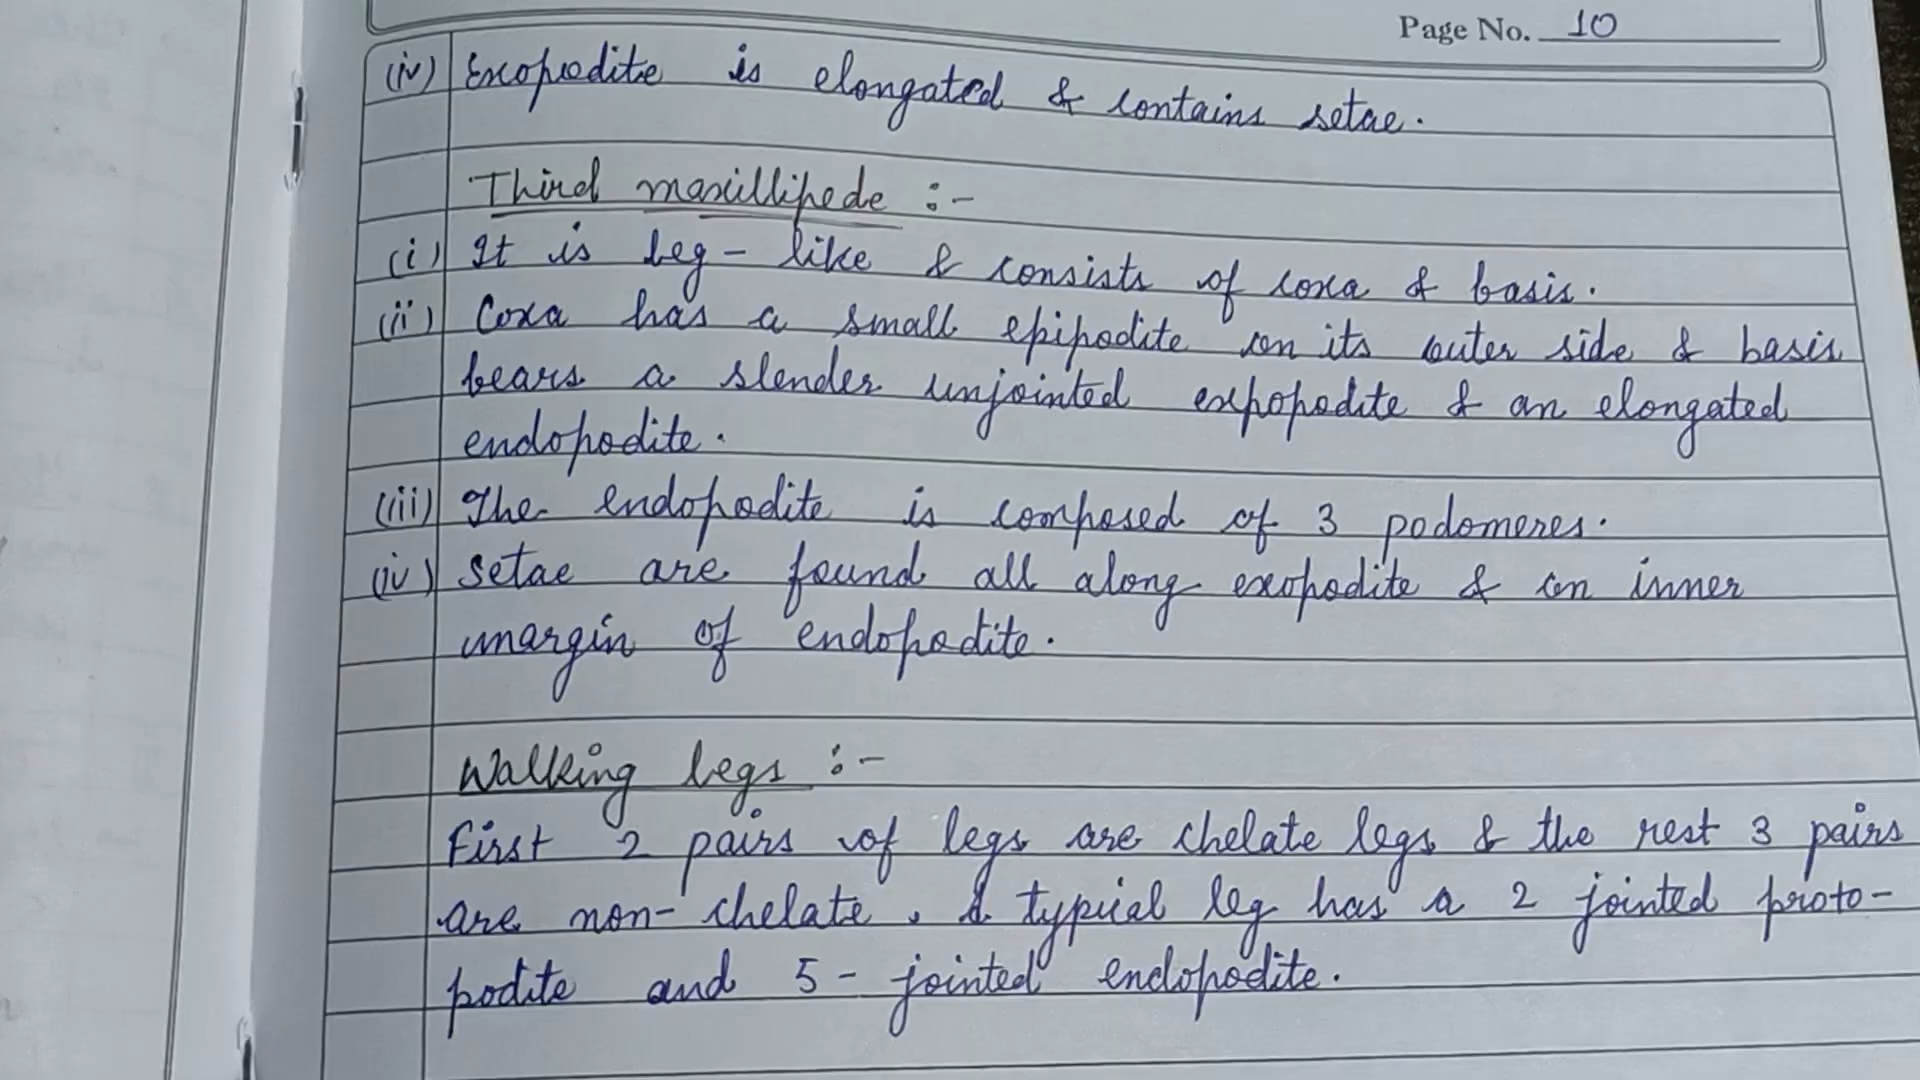 Page No. 10
(iv) Exopodite is elongated & contains setae.
Third maxillipede :-
(i) It is leg-like & consists of coxa & basis.
(ii) Coxa has a small epipodite on its outer side & basis
bears a slender unjointed expopodite & an elongated
endopodite.
(iii) The endopodite is composed of 3 podomeres.
(iv) Setae are found all along exopodite & on inner
margin of endopodite.
Walking legs :-
First 2 pairs of legs are chelate legs & the rest 3 pairs
are non-chelate, & typical leg has a 2 jointed proto-
podite and 5-jointed endopodite.